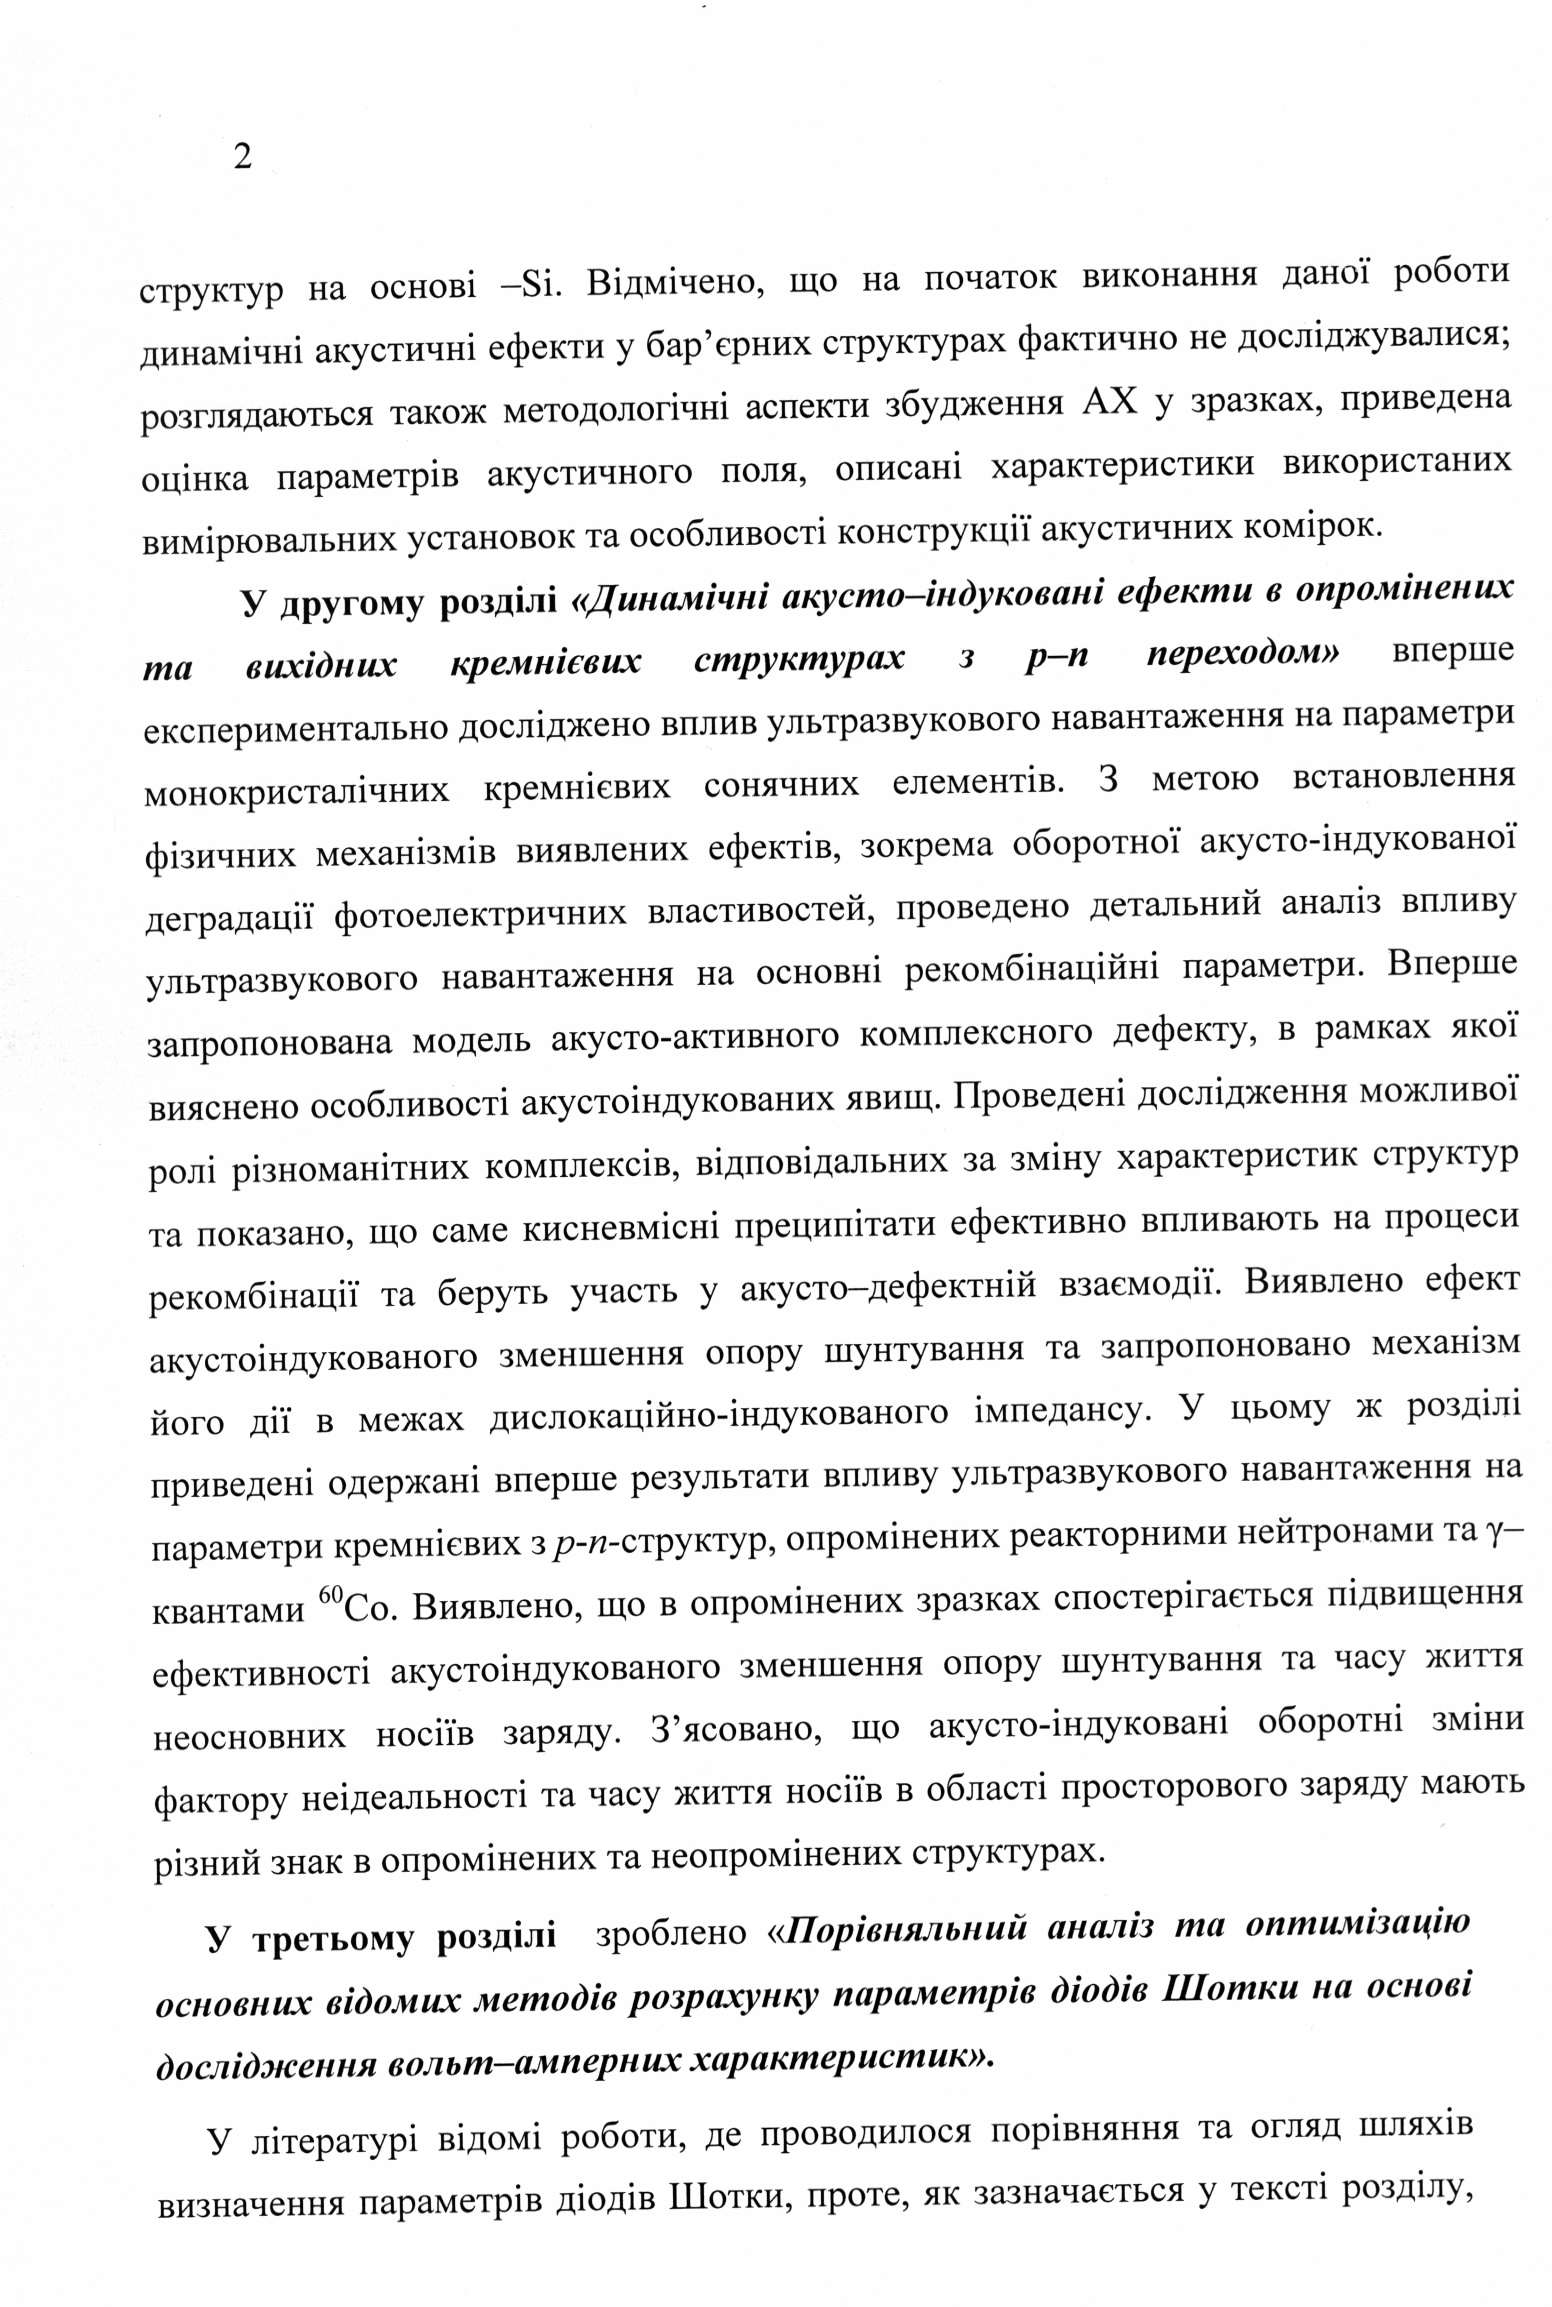 2
структур на основі –Si. Відмічено, що на початок виконання даної роботи
динамічні акустичні ефекти у бар’єрних структурах фактично не досліджувалися;
розглядаються також методологічні аспекти збудження АХ у зразках, приведена
оцінка параметрів акустичного поля, описані характеристики використаних
вимірювальних установок та особливості конструкції акустичних комірок.
У другому розділі «Динамічні акусто–індуковані ефекти в опромінених
та вихідних кремнієвих структурах з p–n переходом» вперше
експериментально досліджено вплив ультразвукового навантаження на параметри
монокристалічних кремнієвих сонячних елементів. З метою встановлення
фізичних механізмів виявлених ефектів, зокрема оборотної акусто-індукованої
деградації фотоелектричних властивостей, проведено детальний аналіз впливу
ультразвукового навантаження на основні рекомбінаційні параметри. Вперше
запропонована модель акусто-активного комплексного дефекту, в рамках якої
вияснено особливості акустоіндукованих явищ. Проведені дослідження можливої
ролі різноманітних комплексів, відповідальних за зміну характеристик структур
та показано, що саме кисневмісні преципітати ефективно впливають на процеси
рекомбінації та беруть участь у акусто–дефектній взаємодії. Виявлено ефект
акустоіндукованого зменшення опору шунтування та запропоновано механізм
його дії в межах дислокаційно-індукованого імпедансу. У цьому ж розділі
приведені одержані вперше результати впливу ультразвукового навантаження на
параметри кремнієвих з p-n-структур, опромінених реакторними нейтронами та γ–
квантами ⁶⁰Co. Виявлено, що в опромінених зразках спостерігається підвищення
ефективності акустоіндукованого зменшення опору шунтування та часу життя
неосновних носіїв заряду. З’ясовано, що акусто-індуковані оборотні зміни
фактору неідеальності та часу життя носіїв в області просторового заряду мають
різний знак в опромінених та неопромінених структурах.
У третьому розділі зроблено «Порівняльний аналіз та оптимізацію
основних відомих методів розрахунку параметрів діодів Шотки на основі
дослідження вольт–амперних характеристик».
У літературі відомі роботи, де проводилося порівняння та огляд шляхів
визначення параметрів діодів Шотки, проте, як зазначається у тексті розділу,